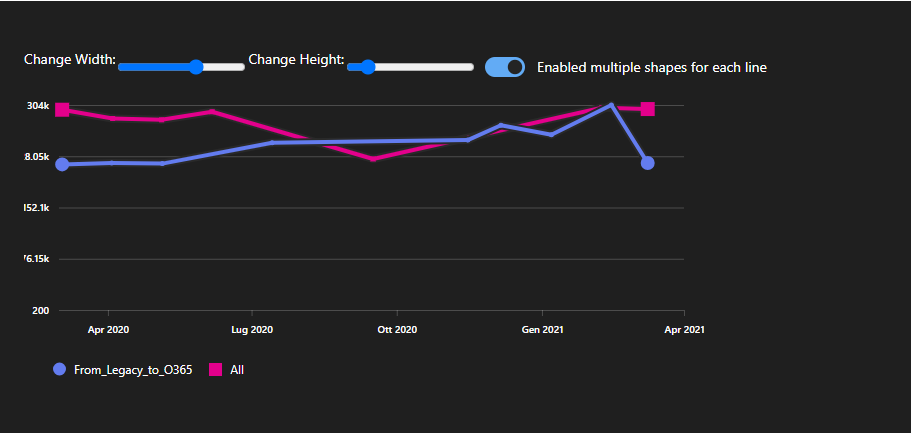 Change Width: Change Height: Enabled multiple shapes for each line
304k
8.05k
152.1k
76.15k
200
Apr 2020 Lug 2020 Ott 2020 Gen 2021 Apr 2021
From_Legacy_to_O365 All